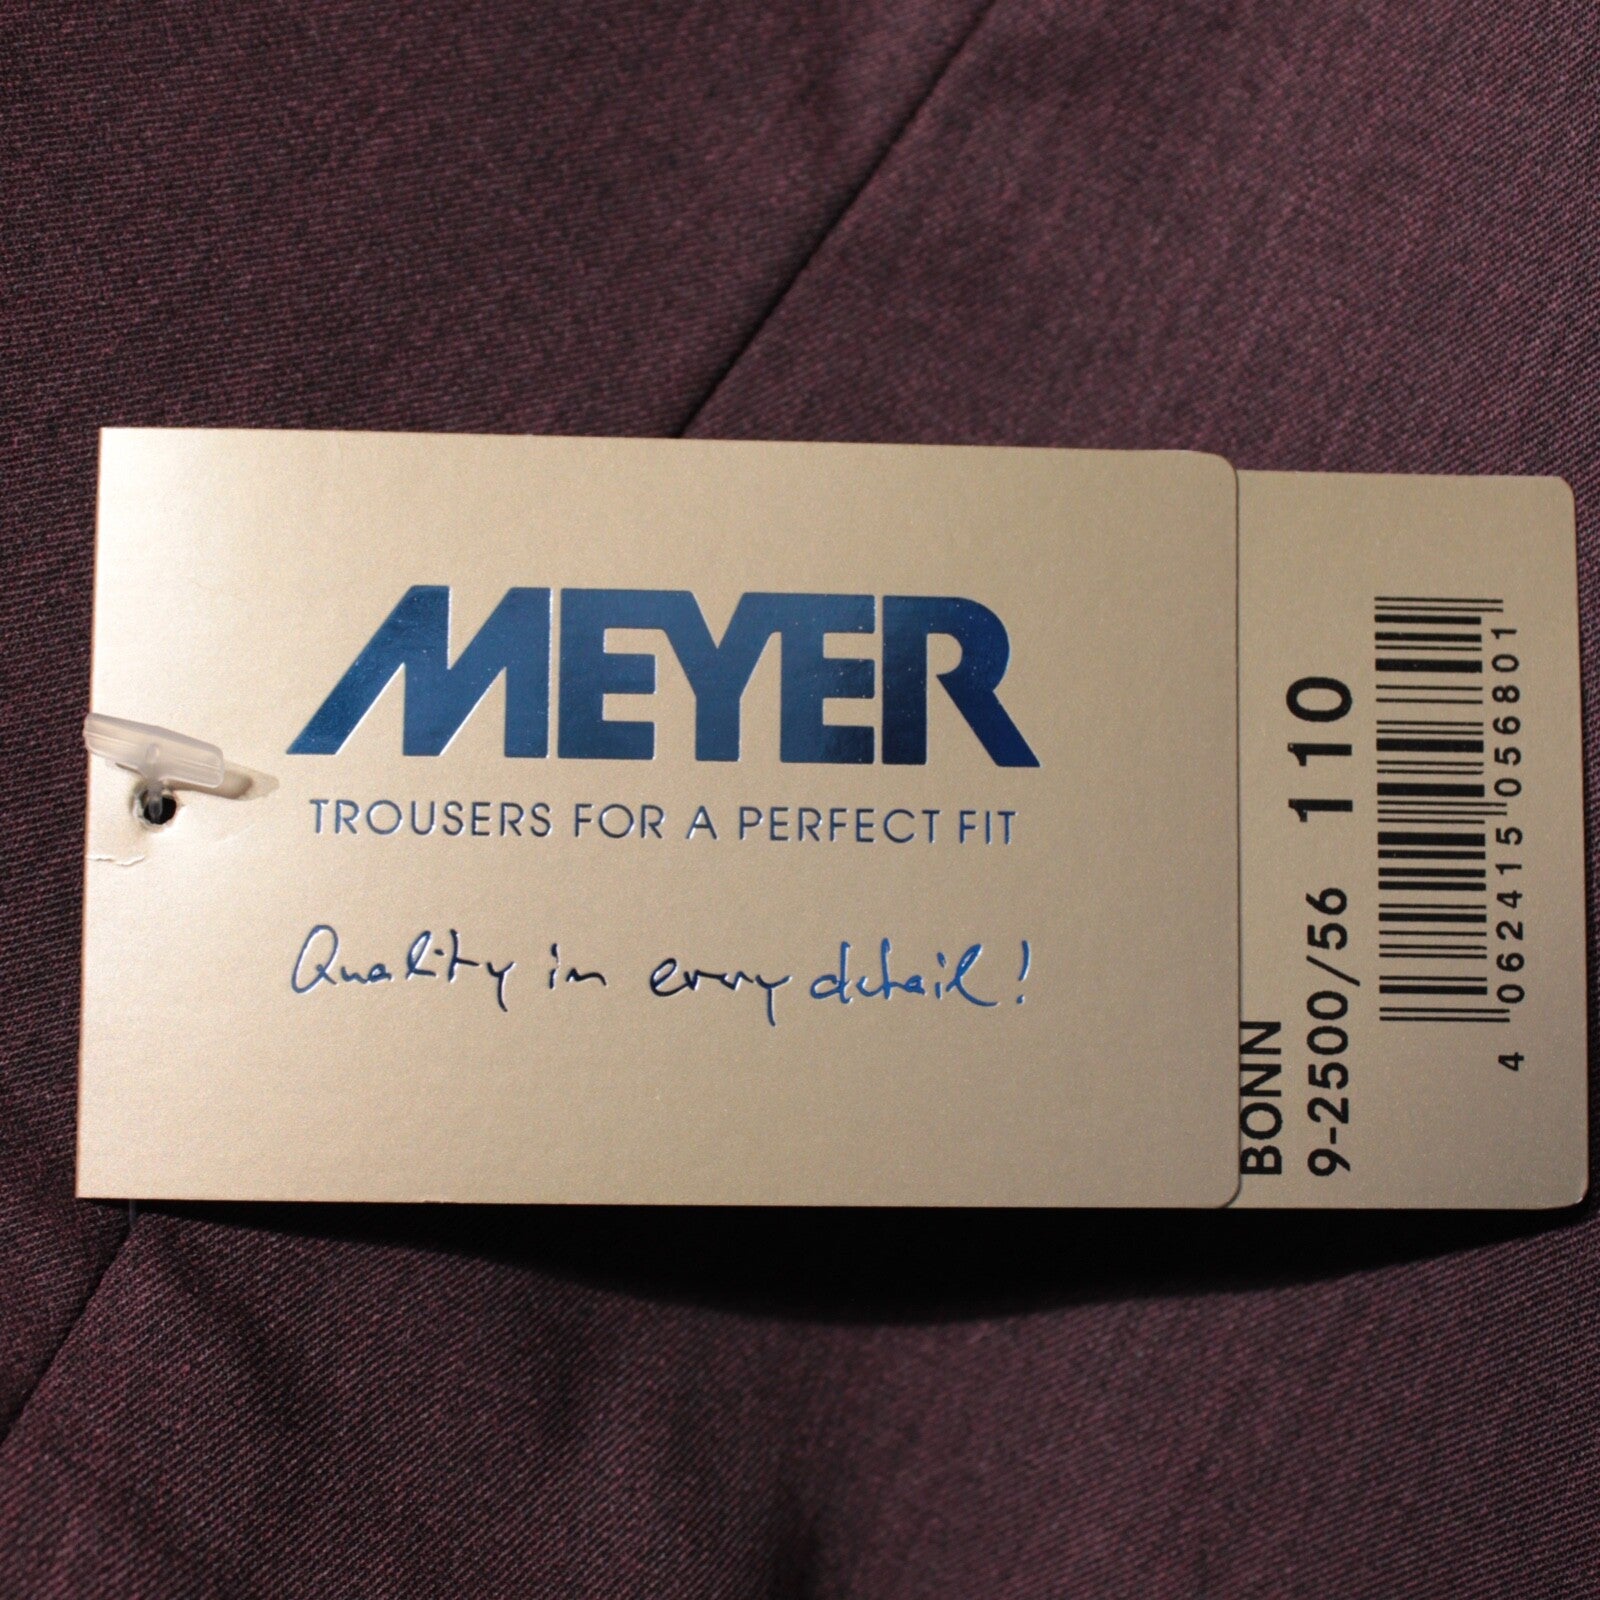 MEYER
TROUSERS FOR A PERFECT FIT
Quality in every detail!
BONN
9-2500/56 110
4 062415 056801